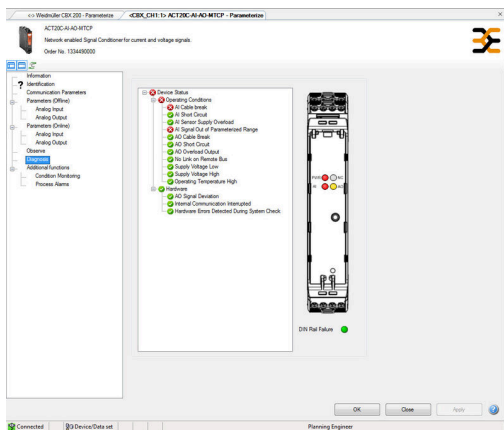 <-> Weidmüller CBX 200 - Parameterize
<CBX_CH1: 1> ACT20C-AI-AO-MTCP - Parameterize
ACT20C-AI-AO-MTCP
Network enabled Signal Conditioner for current and voltage signals.
Order No. 1334490000
Information
Identification
Communication Parameters
Parameters (Offline)
Analog Input
Analog Output
Parameters (Online)
Analog Input
Analog Output
Observe
Diagnosis
Additional functions
Condition Monitoring
Process Alarms
Device Status
Operating Conditions
AI Cable break
AI Short Circuit
AI Sensor Supply Overload
AI Signal Out of Parameterized Range
AO Cable Break
AO Short Circuit
AO Overload Output
No Link on Remote Bus
Supply Voltage Low
Supply Voltage High
Operating Temperature High
Hardware
AO Signal Deviation
Internal Communication Interrupted
Hardware Errors Detected During System Check
DIN Rail Failure
OK Close Apply
Connected Device/Data set Planning Engineer